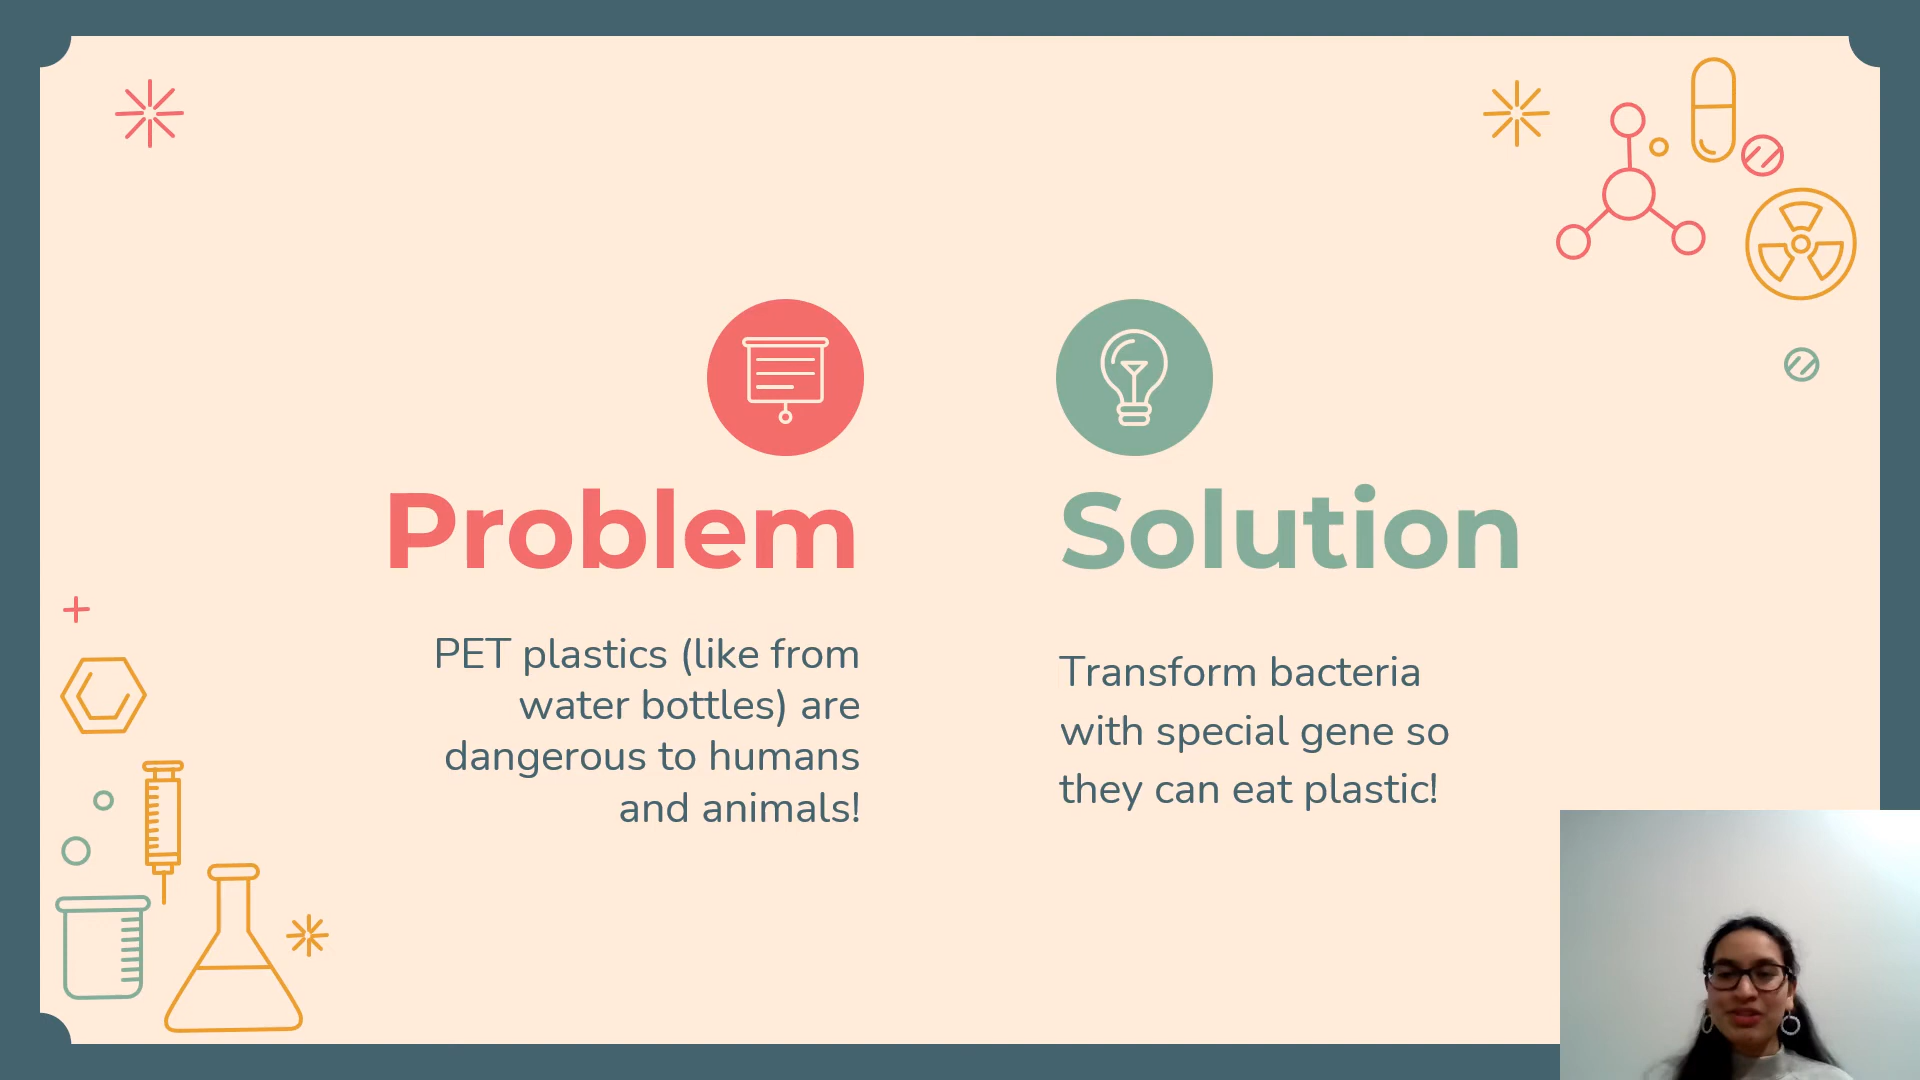 Problem
PET plastics (like from
water bottles) are
dangerous to humans
and animals!
Solution
Transform bacteria
with special gene so
they can eat plastic!